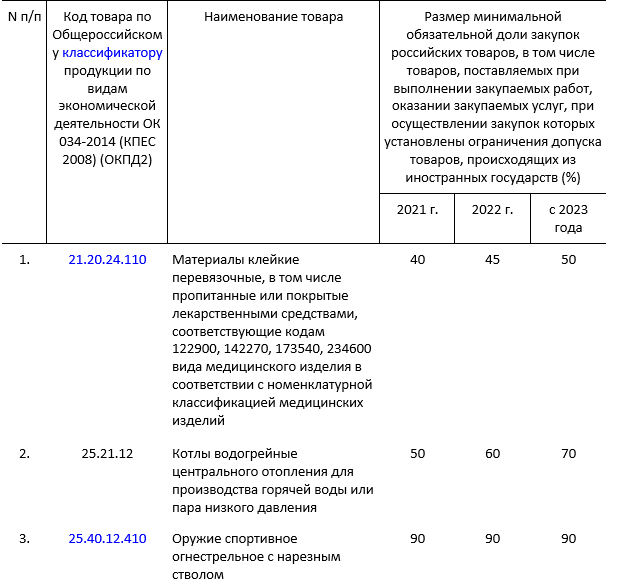 N п/п
Код товара по
Общероссийском
у классификатору
продукции по
видам
экономической
деятельности ОК
034-2014 (КПЕС
2008) (ОКПД2)
Наименование товара
Размер минимальной
обязательной доли закупок
российских товаров, в том числе
товаров, поставляемых при
выполнении закупаемых работ,
оказании закупаемых услуг, при
осуществлении закупок которых
установлены ограничения допуска
товаров, происходящих из
иностранных государств (%)
2021 г.
2022 г.
с 2023
года
1.
21.20.24.110
Материалы клейкие
перевязочные, в том числе
пропитанные или покрытые
лекарственными средствами,
соответствующие кодам
122900, 142270, 173540, 234600
вида медицинского изделия в
соответствии с номенклатурной
классификацией медицинских
изделий
40
45
50
2.
25.21.12
Котлы водогрейные
центрального отопления для
производства горячей воды или
пара низкого давления
50
60
70
3.
25.40.12.410
Оружие спортивное
огнестрельное с нарезным
стволом
90
90
90